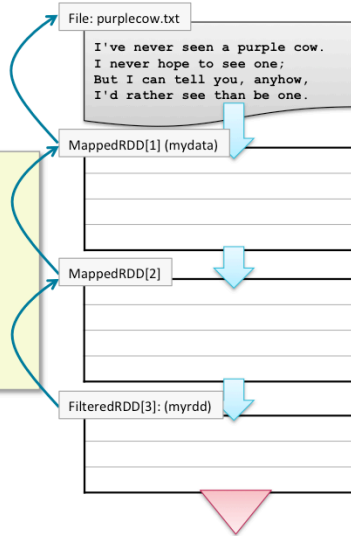 File: purplecow.txt
I've never seen a purple cow.
I never hope to see one;
But I can tell you, anyhow,
I'd rather see than be one.
MappedRDD[1] (mydata)
MappedRDD[2]
FilteredRDD[3]: (myrdd)